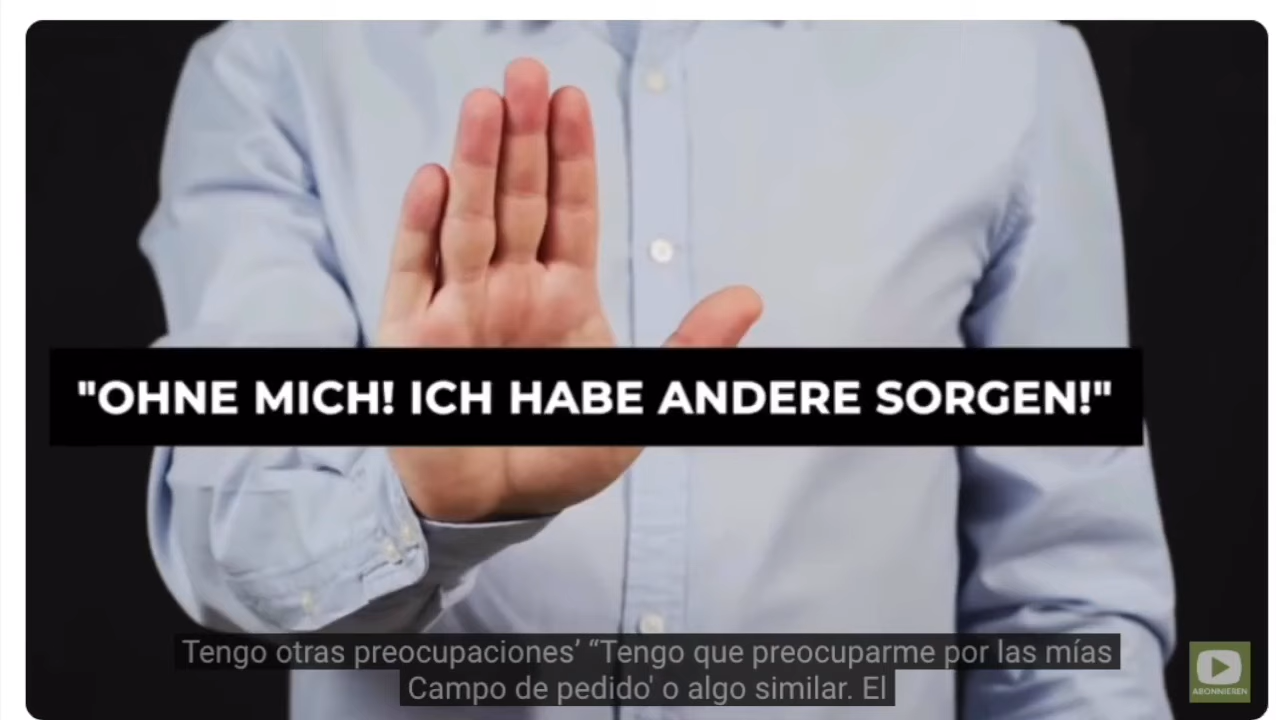 "OHNE MICH! ICH HABE ANDERE SORGEN!"
Tengo otras preocupaciones’ “Tengo que preocuparme por las mías
Campo de pedido' o algo similar. El
ABONNIEREN